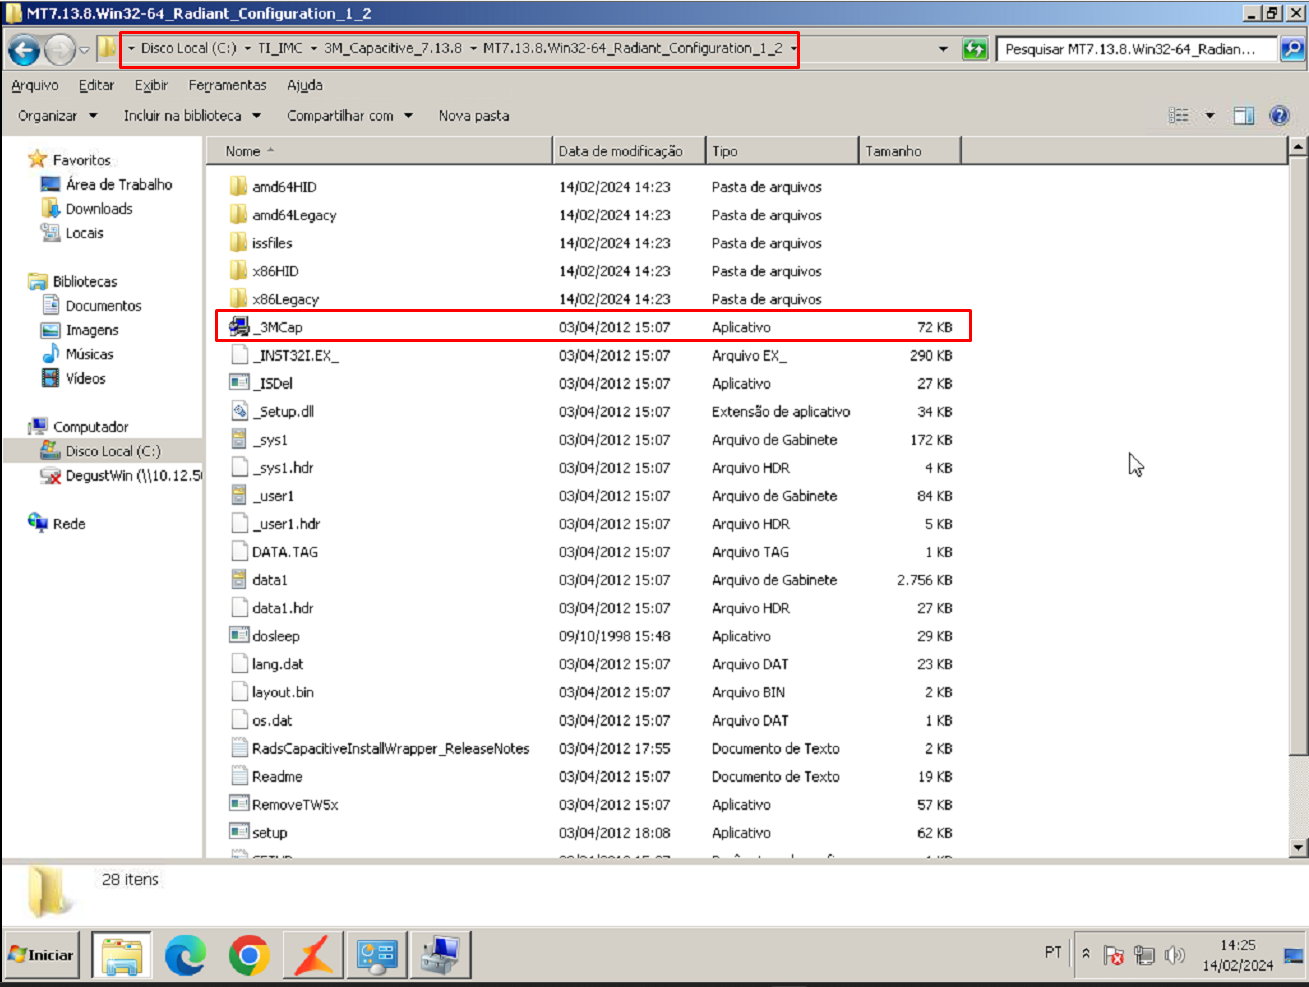 MT7.13.8.Win32-64_Radiant_Configuration_1_2
Disco Local (C:) TI_IMC 3M_Capacitive_7.13.8 MT7.13.8.Win32-64_Radiant_Configuration_1_2
Pesquisar MT7.13.8.Win32-64_Radian...
Arquivo Editar Exibir Ferramentas Ajuda
Organizar Incluir na biblioteca Compartilhar com Nova pasta
Favoritos
Área de Trabalho
Downloads
Locais
Bibliotecas
Documentos
Imagens
Músicas
Vídeos
Computador
Disco Local (C:)
DegustWin (\\10.12.5
Rede
Nome Data de modificação Tipo Tamanho
amd64HID 14/02/2024 14:23 Pasta de arquivos
amd64Legacy 14/02/2024 14:23 Pasta de arquivos
issfiles 14/02/2024 14:23 Pasta de arquivos
x86HID 14/02/2024 14:23 Pasta de arquivos
x86Legacy 14/02/2024 14:23 Pasta de arquivos
_3MCap 03/04/2012 15:07 Aplicativo 72 KB
_INST32I.EX_ 03/04/2012 15:07 Arquivo EX_ 290 KB
_ISDel 03/04/2012 15:07 Aplicativo 27 KB
_Setup.dll 03/04/2012 15:07 Extensão de aplicativo 34 KB
_sys1 03/04/2012 15:07 Arquivo de Gabinete 172 KB
_sys1.hdr 03/04/2012 15:07 Arquivo HDR 4 KB
_user1 03/04/2012 15:07 Arquivo de Gabinete 84 KB
_user1.hdr 03/04/2012 15:07 Arquivo HDR 5 KB
DATA.TAG 03/04/2012 15:07 Arquivo TAG 1 KB
data1 03/04/2012 15:07 Arquivo de Gabinete 2.756 KB
data1.hdr 03/04/2012 15:07 Arquivo HDR 27 KB
dosleep 09/10/1998 15:48 Aplicativo 29 KB
lang.dat 03/04/2012 15:07 Arquivo DAT 23 KB
layout.bin 03/04/2012 15:07 Arquivo BIN 2 KB
os.dat 03/04/2012 15:07 Arquivo DAT 1 KB
RadsCapacitiveInstallWrapper_ReleaseNotes 03/04/2012 17:55 Documento de Texto 2 KB
Readme 03/04/2012 15:07 Documento de Texto 19 KB
RemoveTW5x 03/04/2012 15:07 Aplicativo 57 KB
setup 03/04/2012 18:08 Aplicativo 62 KB
28 itens
Iniciar
PT
14:25
14/02/2024